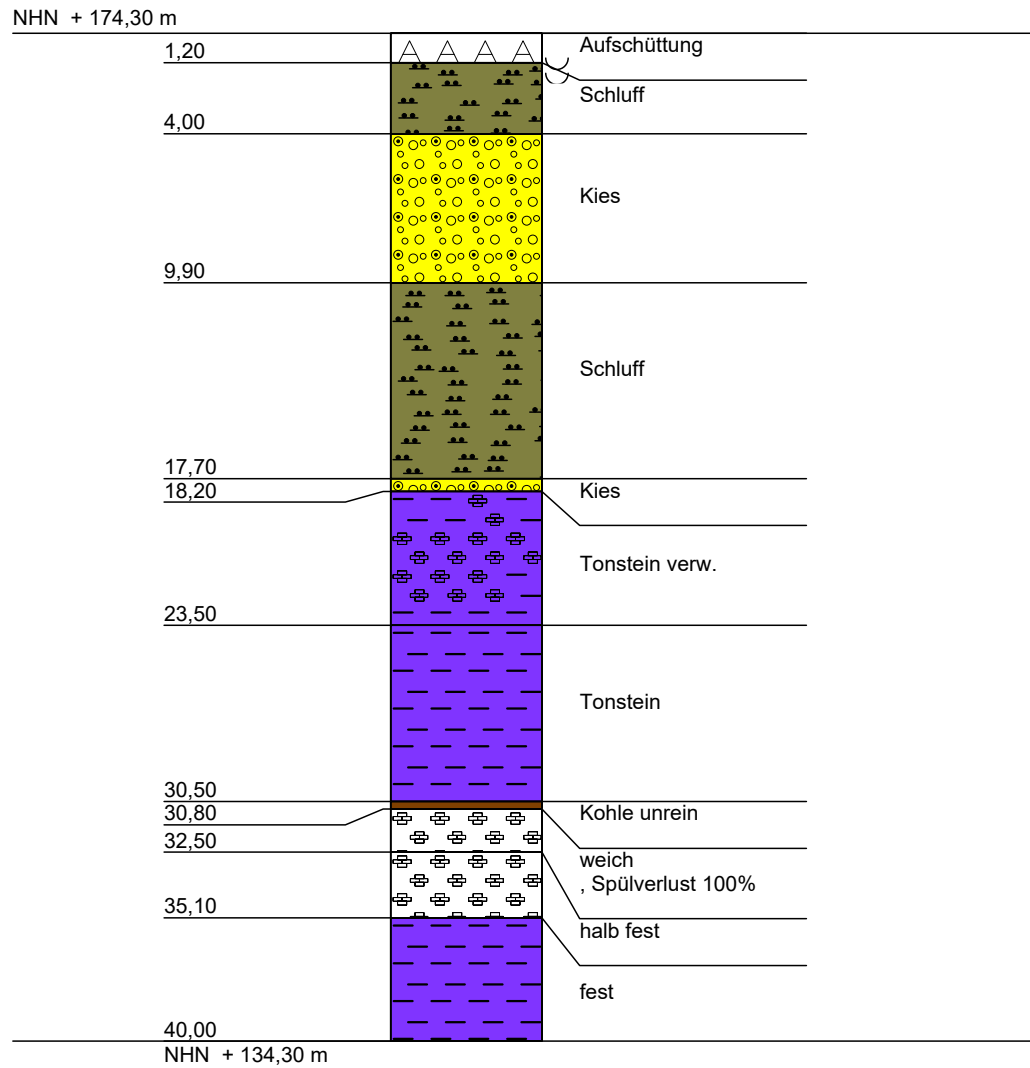 NHN + 174,30 m
Aufschüttung
1,20
Schluff
4,00
Kies
9,90
Schluff
17,70
Kies
18,20
Tonstein verw.
23,50
Tonstein
30,50
Kohle unrein
30,80
32,50
weich
, Spülverlust 100%
35,10
halb fest
fest
40,00
NHN + 134,30 m